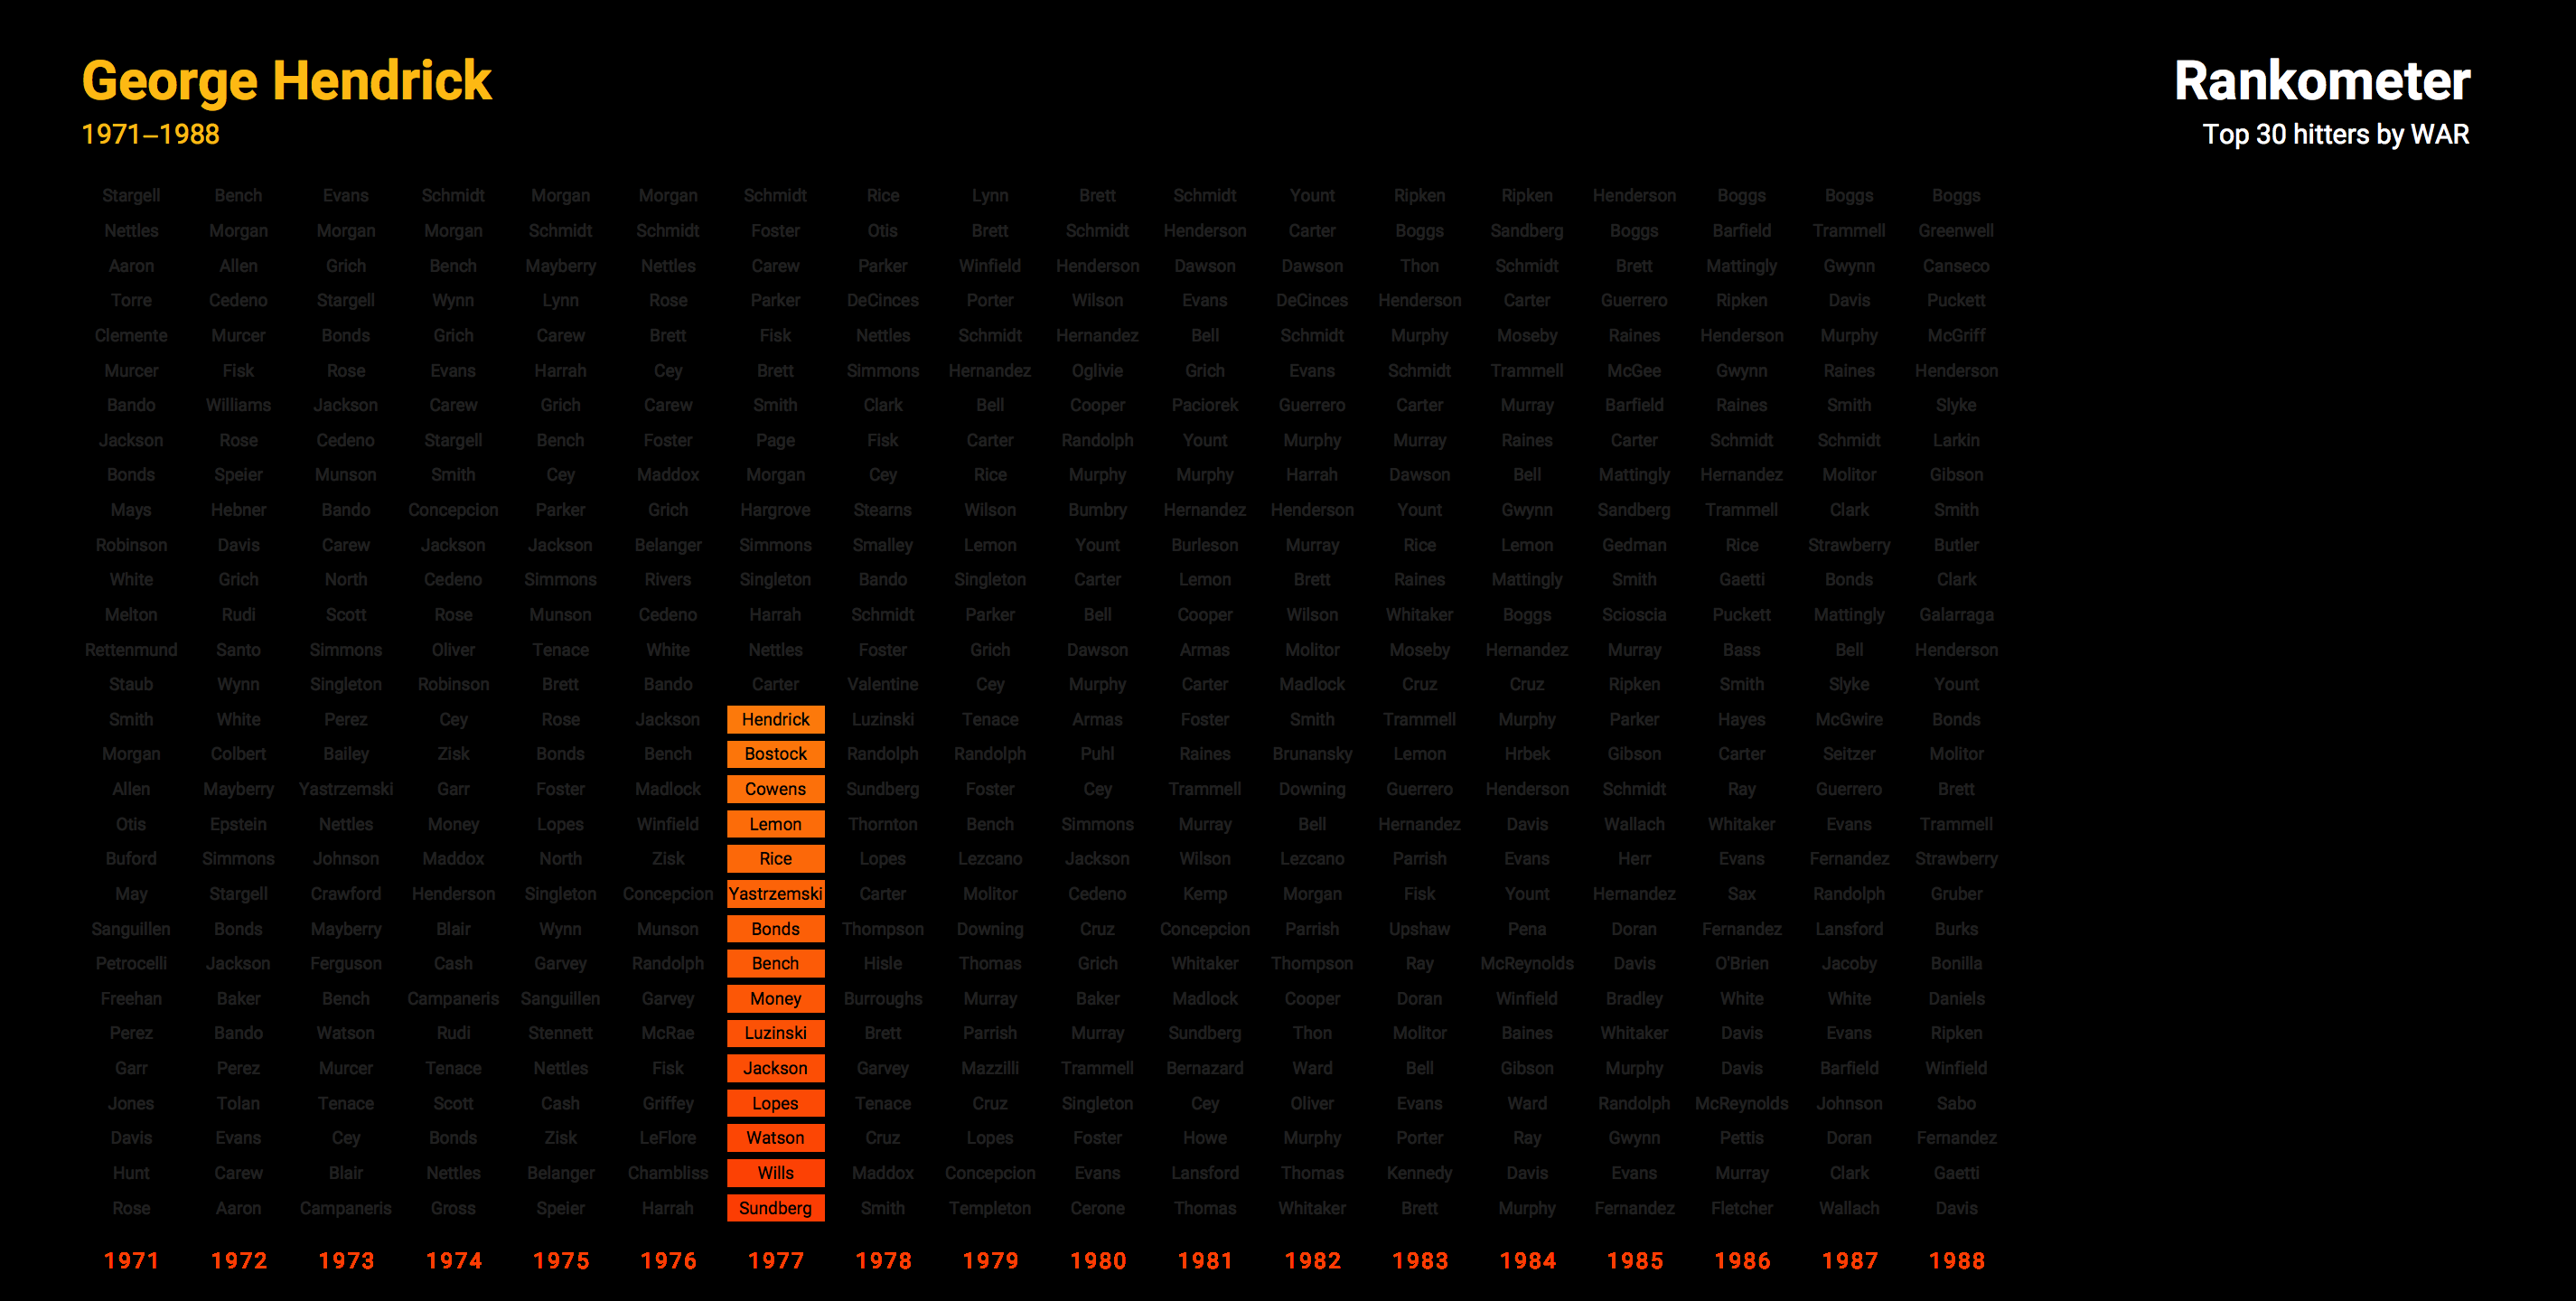 George Hendrick
1971–1988
Rankometer
Top 30 hitters by WAR
Stargell Bench Evans Schmidt Morgan Morgan Schmidt Rice Lynn Brett Schmidt Yount Ripken Ripken Henderson Boggs Boggs Boggs
Nettles Morgan Morgan Morgan Schmidt Schmidt Foster Otis Brett Schmidt Henderson Carter Boggs Sandberg Boggs Barfield Trammell Greenwell
Aaron Allen Grich Bench Mayberry Nettles Carew Parker Winfield Henderson Dawson Dawson Thon Schmidt Brett Mattingly Gwynn Canseco
Torre Cedeno Stargell Wynn Lynn Rose Parker DeCinces Porter Wilson Evans DeCinces Henderson Carter Guerrero Ripken Davis Puckett
Clemente Murcer Bonds Grich Carew Brett Fisk Nettles Schmidt Hernandez Bell Schmidt Murphy Moseby Raines Henderson Murphy McGriff
Murcer Fisk Rose Evans Harrah Cey Brett Simmons Hernandez Oglivie Grich Evans Schmidt Trammell McGee Gwynn Raines Henderson
Bando Williams Jackson Carew Grich Carew Smith Clark Bell Cooper Paciorek Guerrero Carter Murray Barfield Raines Smith Slyke
Jackson Rose Cedeno Stargell Bench Foster Page Fisk Carter Randolph Yount Murphy Murray Raines Carter Schmidt Schmidt Larkin
Bonds Speier Munson Smith Cey Maddox Morgan Cey Rice Murphy Murphy Harrah Dawson Bell Mattingly Hernandez Molitor Gibson
Mays Hebner Bando Concepcion Parker Grich Hargrove Stearns Wilson Bumbry Hernandez Henderson Yount Gwynn Sandberg Trammell Clark Smith
Robinson Davis Carew Jackson Jackson Belanger Simmons Smalley Lemon Yount Burleson Murray Rice Lemon Gedman Rice Strawberry Butler
White Grich North Cedeno Simmons Rivers Singleton Bando Singleton Carter Lemon Brett Raines Mattingly Smith Gaetti Bonds Clark
Melton Rudi Scott Rose Munson Cedeno Harrah Schmidt Parker Bell Cooper Wilson Whitaker Boggs Scioscia Puckett Mattingly Galarraga
Rettenmund Santo Simmons Oliver Tenace White Nettles Foster Grich Dawson Armas Molitor Moseby Hernandez Murray Bass Bell Henderson
Staub Wynn Singleton Robinson Brett Bando Carter Valentine Cey Murphy Carter Madlock Cruz Cruz Ripken Smith Slyke Yount
Smith White Perez Cey Rose Jackson Hendrick Luzinski Tenace Armas Foster Smith Trammell Murphy Parker Hayes McGwire Bonds
Morgan Colbert Bailey Zisk Bonds Bench Bostock Randolph Randolph Puhl Raines Brunansky Lemon Hrbek Gibson Carter Seitzer Molitor
Allen Mayberry Yastrzemski Garr Foster Madlock Cowens Sundberg Foster Cey Trammell Downing Guerrero Henderson Schmidt Ray Guerrero Brett
Otis Epstein Nettles Money Lopes Winfield Lemon Thornton Bench Simmons Murray Bell Hernandez Davis Wallach Whitaker Evans Trammell
Buford Simmons Johnson Maddox North Zisk Rice Lopes Lezcano Jackson Wilson Lezcano Parrish Evans Herr Evans Fernandez Strawberry
May Stargell Crawford Henderson Singleton Concepcion Yastrzemski Carter Molitor Cedeno Kemp Morgan Fisk Yount Hernandez Sax Randolph Gruber
Sanguillen Bonds Mayberry Blair Wynn Munson Bonds Thompson Downing Cruz Concepcion Parrish Upshaw Pena Doran Fernandez Lansford Burks
Petrocelli Jackson Ferguson Cash Garvey Randolph Bench Hisle Thomas Grich Whitaker Thompson Ray McReynolds Davis O'Brien Jacoby Bonilla
Freehan Baker Bench Campaneris Sanguillen Garvey Money Burroughs Murray Baker Madlock Cooper Doran Winfield Bradley White White Daniels
Perez Bando Watson Rudi Stennett McRae Luzinski Brett Parrish Murray Sundberg Thon Molitor Baines Whitaker Davis Evans Ripken
Garr Perez Murcer Tenace Nettles Fisk Jackson Garvey Mazzilli Trammell Bernazard Ward Bell Gibson Murphy Davis Barfield Winfield
Jones Tolan Tenace Scott Cash Griffey Lopes Tenace Cruz Singleton Cey Oliver Evans Ward Randolph McReynolds Johnson Sabo
Davis Evans Cey Bonds Zisk LeFlore Watson Cruz Lopes Foster Howe Murphy Porter Ray Gwynn Pettis Doran Fernandez
Hunt Carew Blair Nettles Belanger Chambliss Wills Maddox Concepcion Evans Lansford Thomas Kennedy Davis Evans Murray Clark Gaetti
Rose Aaron Campaneris Gross Speier Harrah Sundberg Smith Templeton Cerone Thomas Whitaker Brett Murphy Fernandez Fletcher Wallach Davis
1971 1972 1973 1974 1975 1976 1977 1978 1979 1980 1981 1982 1983 1984 1985 1986 1987 1988